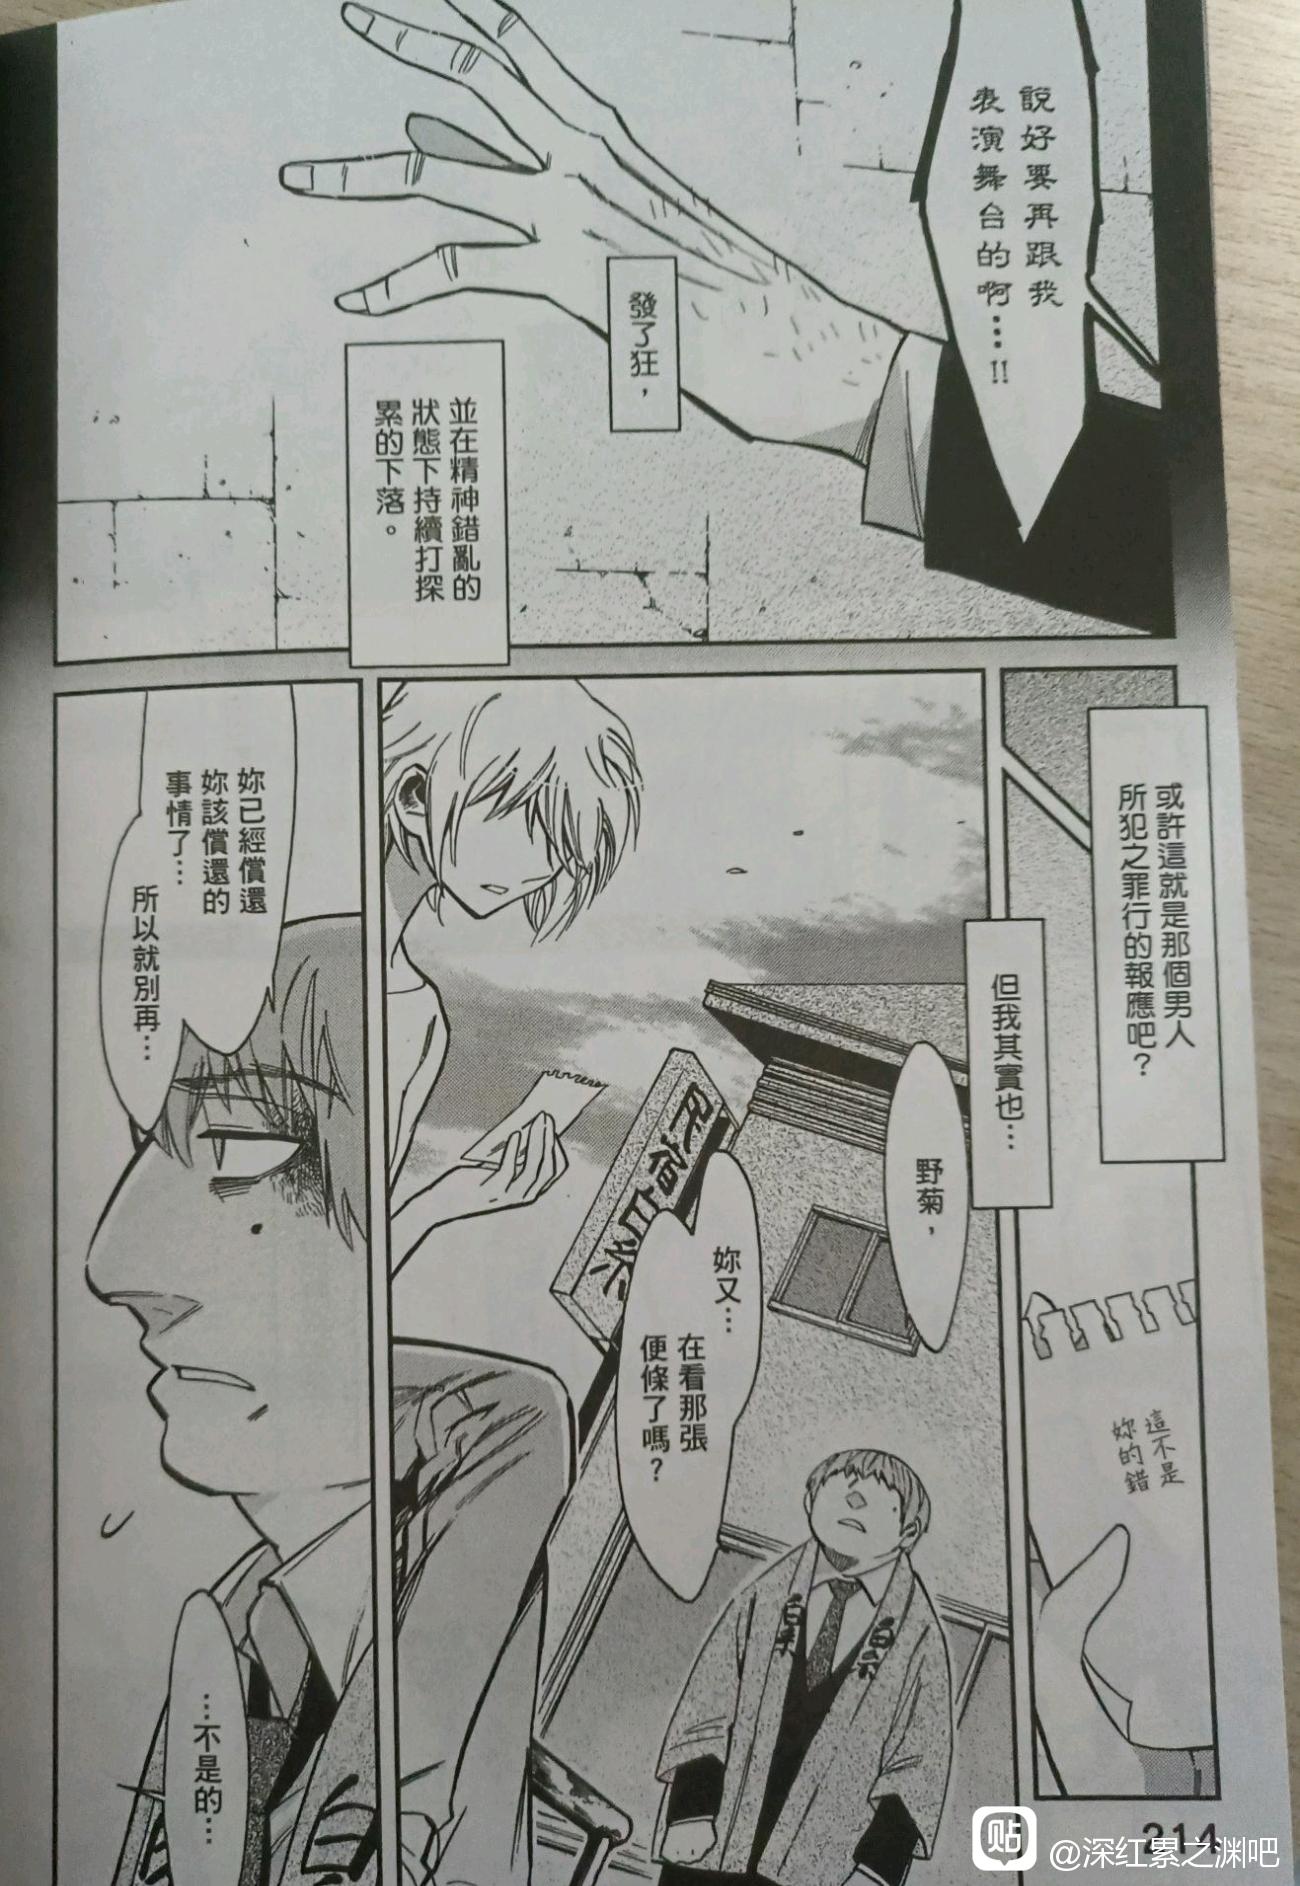 說好要再跟我
表演舞台的啊…!!
發了狂，
並在精神錯亂的
狀態下持續打探
累的下落。
或許這就是那個男人
所犯之罪行的報應吧？
但我其實也…
這不是
妳的錯
野菊，
妳又…
在看那張
便條了嗎？
妳已經償還
妳該償還的
事情了…
所以就別再…
…不是的…
214
贴
@深红累之渊吧